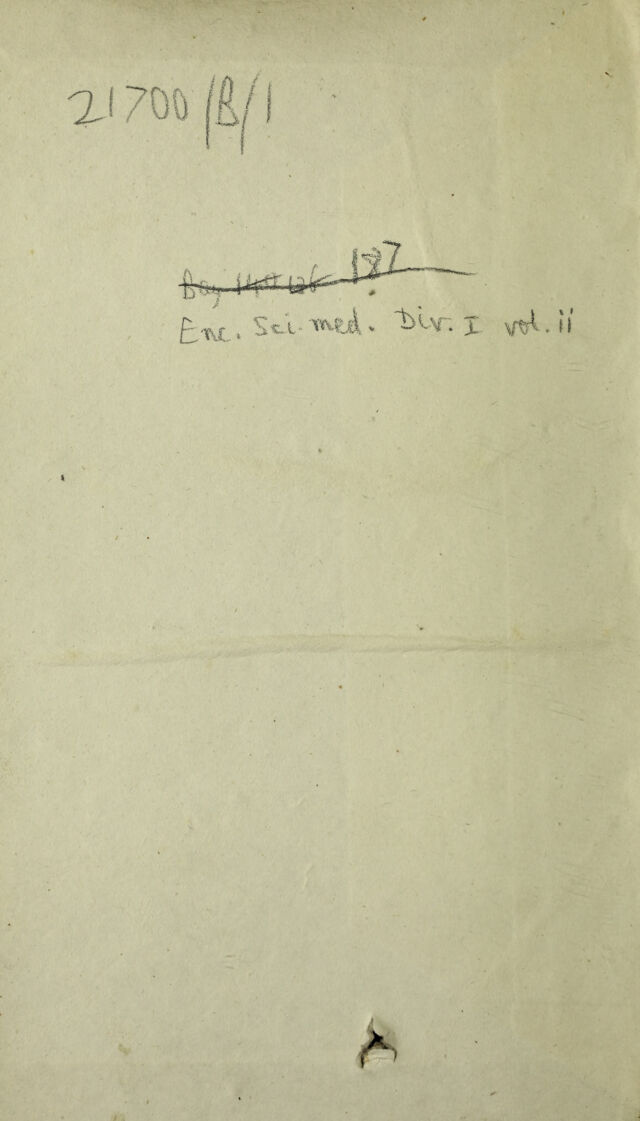 21700/B/1
187
Enc. Sci. med. Div. I vol. ii